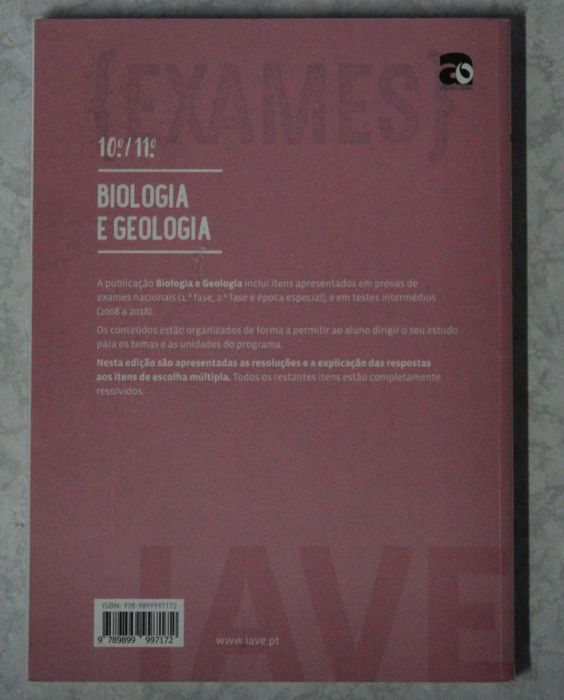 {EXAMES}
10.º/11.º
BIOLOGIA
E GEOLOGIA
A publicação Biologia e Geologia inclui itens apresentados em provas de
exames nacionais (1.ª fase, 2.ª fase e época especial), e em testes intermédios
(2008 a 2018).
Os conteúdos estão organizados de forma a permitir ao aluno dirigir o seu estudo
para os temas e as unidades do programa.
Nesta edição são apresentadas as resoluções e a explicação das respostas
aos itens de escolha múltipla. Todos os restantes itens estão completamente
resolvidos.
IAVE
ISBN: 978-9899997172
9 789899 997172
www.iave.pt